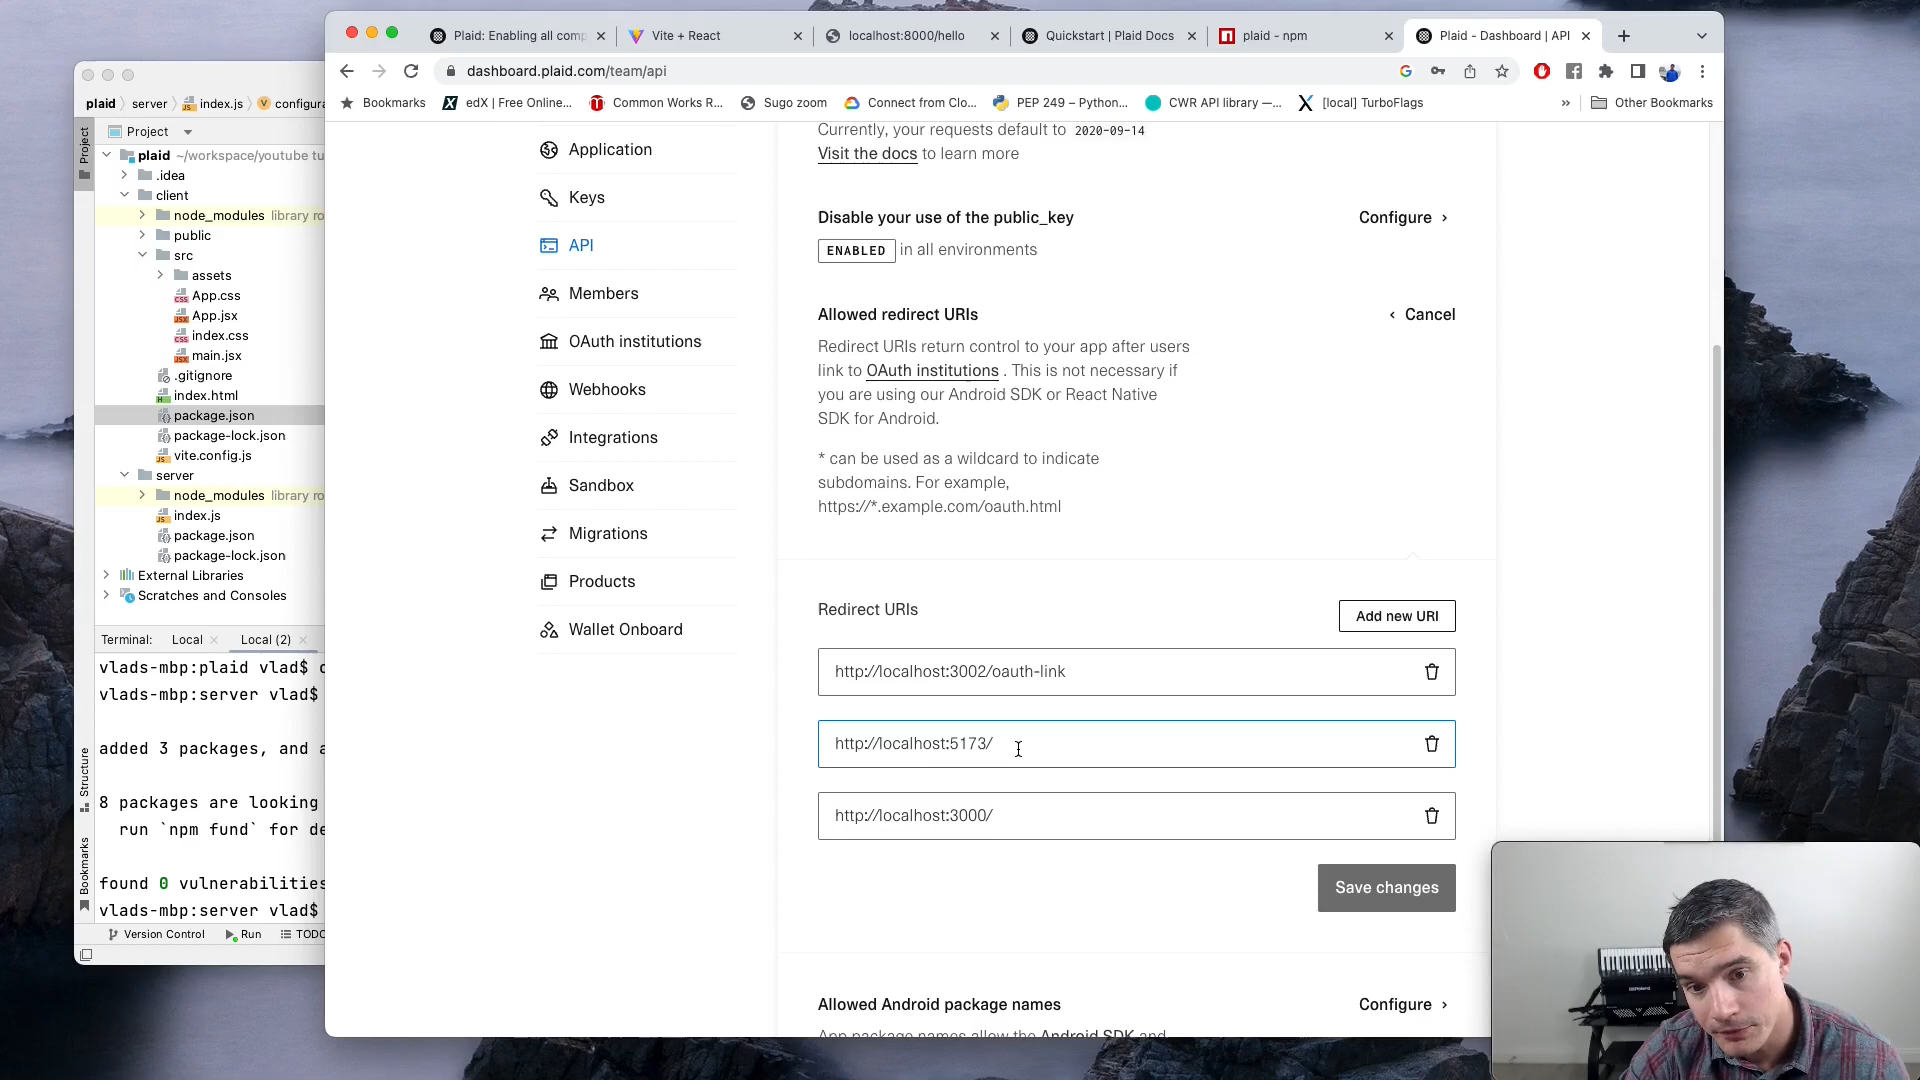 Plaid: Enabling all comp
Vite + React
localhost:8000/hello
Quickstart | Plaid Docs
plaid - npm
Plaid - Dashboard | API
dashboard.plaid.com/team/api
Bookmarks
edX | Free Online...
Common Works R...
Sugo zoom
Connect from Clo...
PEP 249 – Python...
CWR API library —...
[local] TurboFlags
»
Other Bookmarks
plaid
server
index.js
configura
Project
Project
plaid ~/workspace/youtube tu
.idea
client
node_modules library ro
public
src
assets
App.css
App.jsx
index.css
main.jsx
.gitignore
index.html
package.json
package-lock.json
vite.config.js
server
node_modules library ro
index.js
package.json
package-lock.json
External Libraries
Scratches and Consoles
Terminal: Local Local (2)
vlads-mbp:plaid vlad$ c
vlads-mbp:server vlad$
added 3 packages, and a
8 packages are looking
run `npm fund` for de
found 0 vulnerabilities
vlads-mbp:server vlad$
Structure
Bookmarks
Version Control
Run
TODO
Application
Keys
API
Members
OAuth institutions
Webhooks
Integrations
Sandbox
Migrations
Products
Wallet Onboard
Currently, your requests default to 2020-09-14
Visit the docs to learn more
Disable your use of the public_key
Configure
ENABLED in all environments
Allowed redirect URIs
Cancel
Redirect URIs return control to your app after users
link to OAuth institutions . This is not necessary if
you are using our Android SDK or React Native
SDK for Android.
* can be used as a wildcard to indicate
subdomains. For example,
https://*.example.com/oauth.html
Redirect URIs
Add new URI
http://localhost:3002/oauth-link
http://localhost:5173/
http://localhost:3000/
Save changes
Allowed Android package names
Configure
App package names allow the Android SDK and
Roland